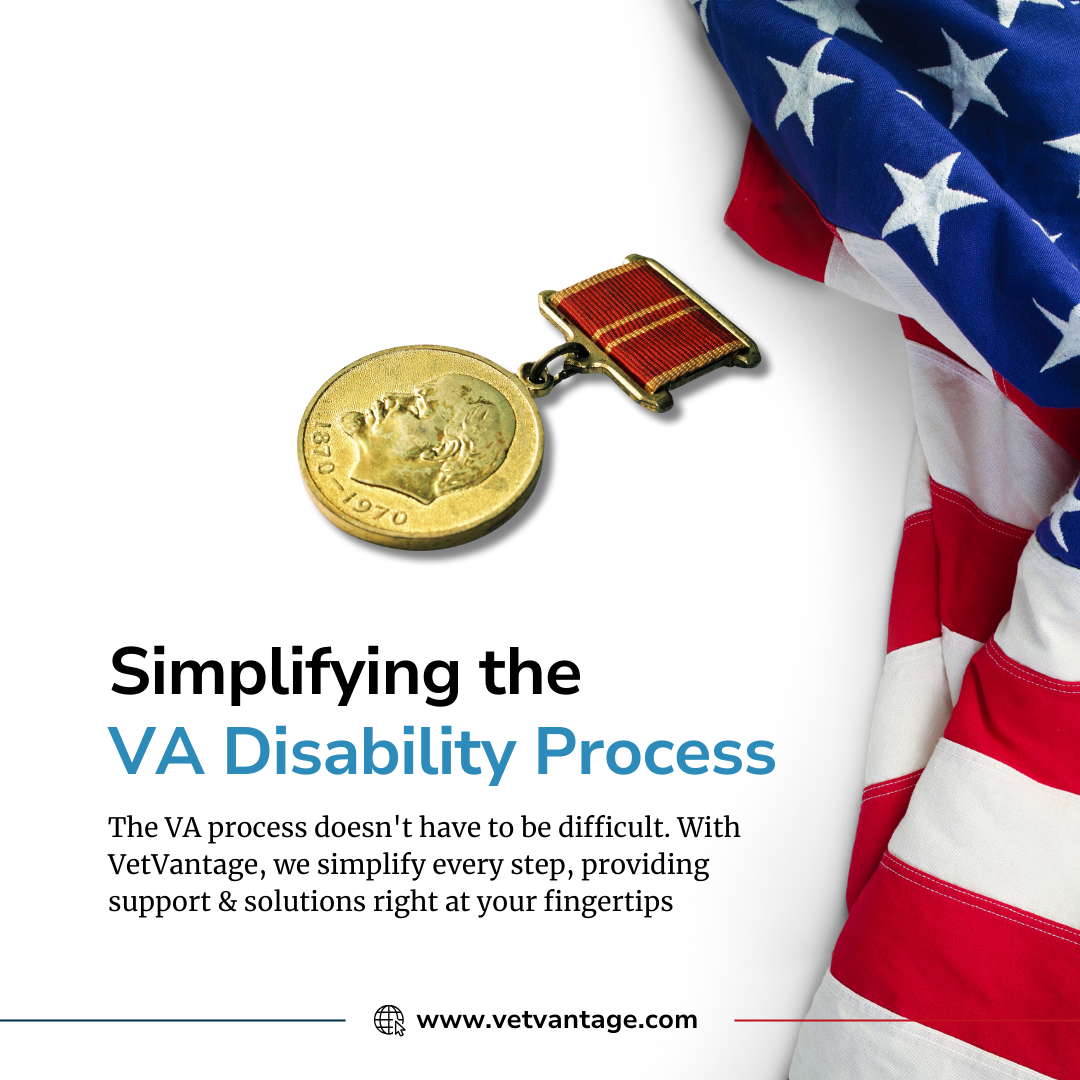 1870-1970
Simplifying the
VA Disability Process
The VA process doesn't have to be difficult. With
VetVantage, we simplify every step, providing
support & solutions right at your fingertips
www.vetvantage.com